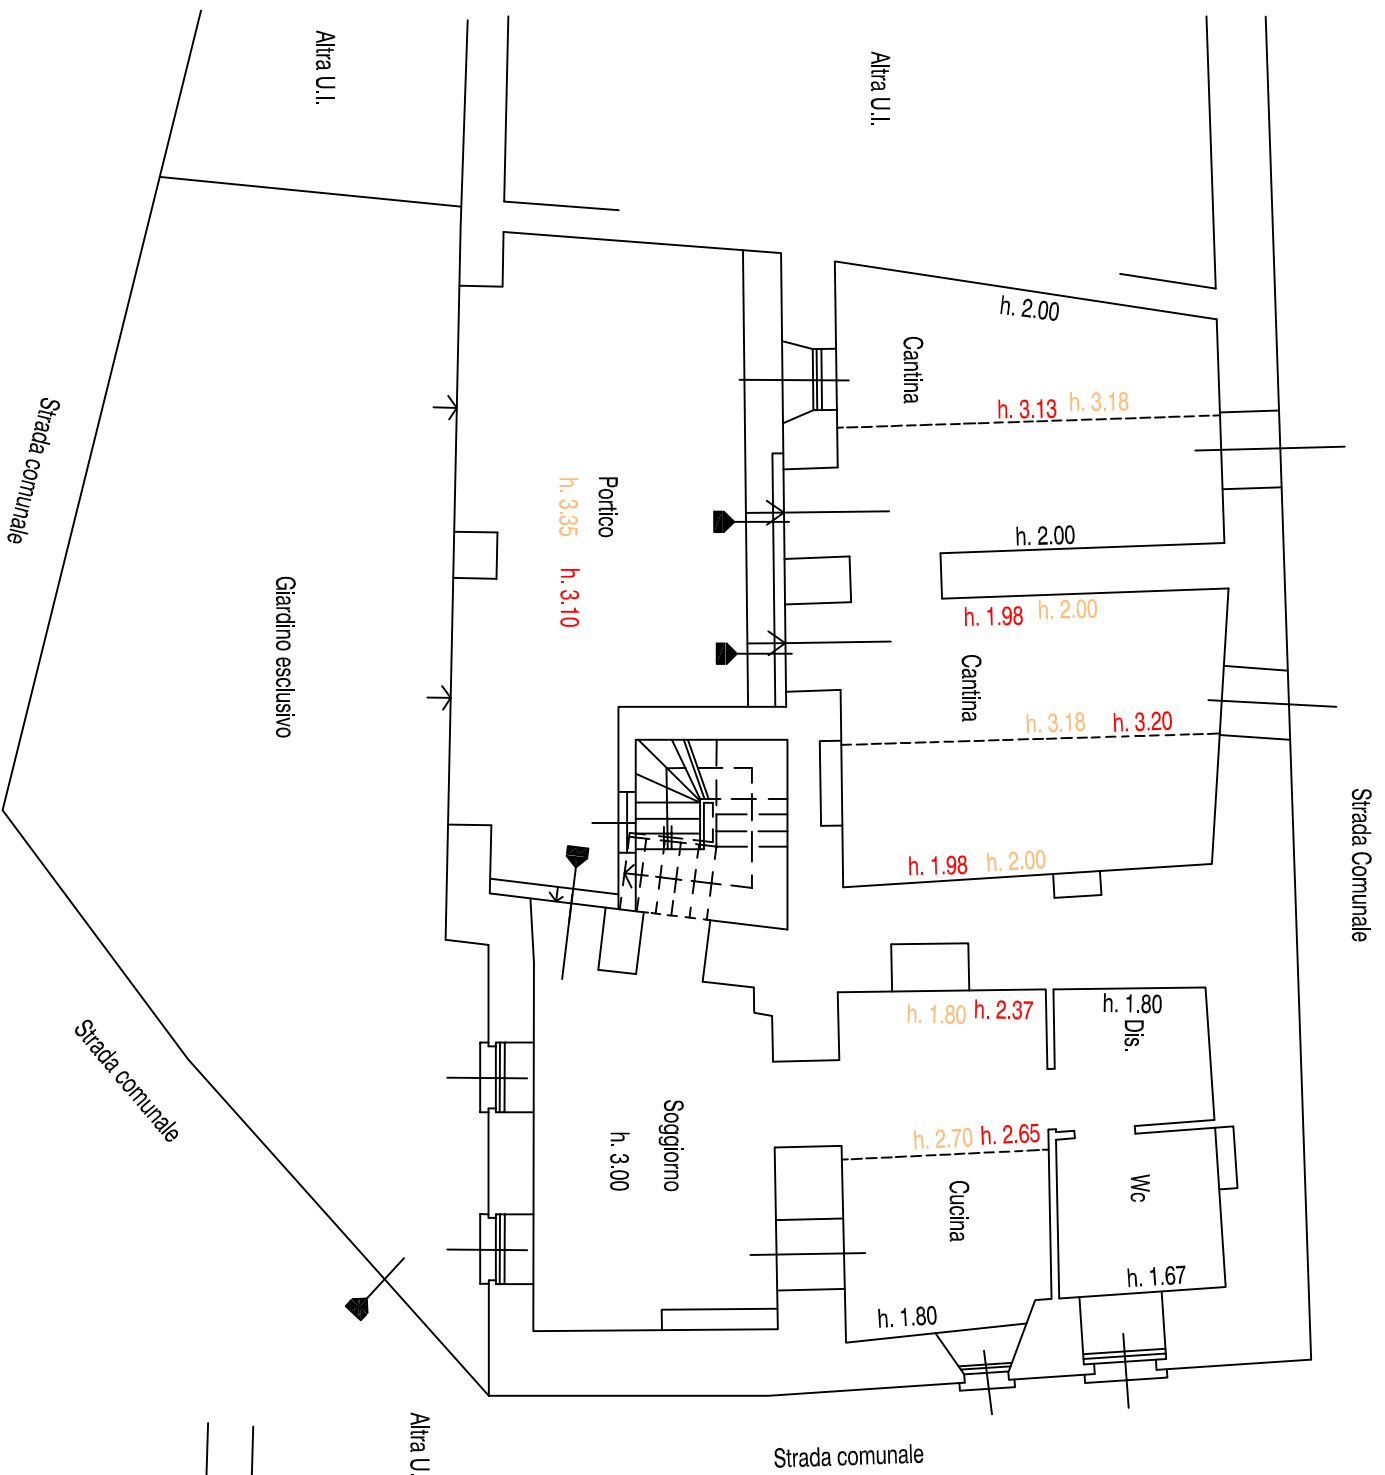 Altra U.I.
Altra U.I.
h. 2.00
Cantina
h. 3.13 h. 3.18
Strada comunale
Portico
h. 3.35 h. 3.10
h. 2.00
h. 1.98 h. 2.00
Giardino esclusivo
Cantina
h. 3.18 h. 3.20
Strada Comunale
h. 1.98 h. 2.00
h. 1.80 h. 2.37
h. 1.80
Dis.
Strada comunale
Soggiorno
h. 3.00
h. 2.70 h. 2.65
Cucina
Wc
h. 1.67
h. 1.80
Altra U.
Strada comunale